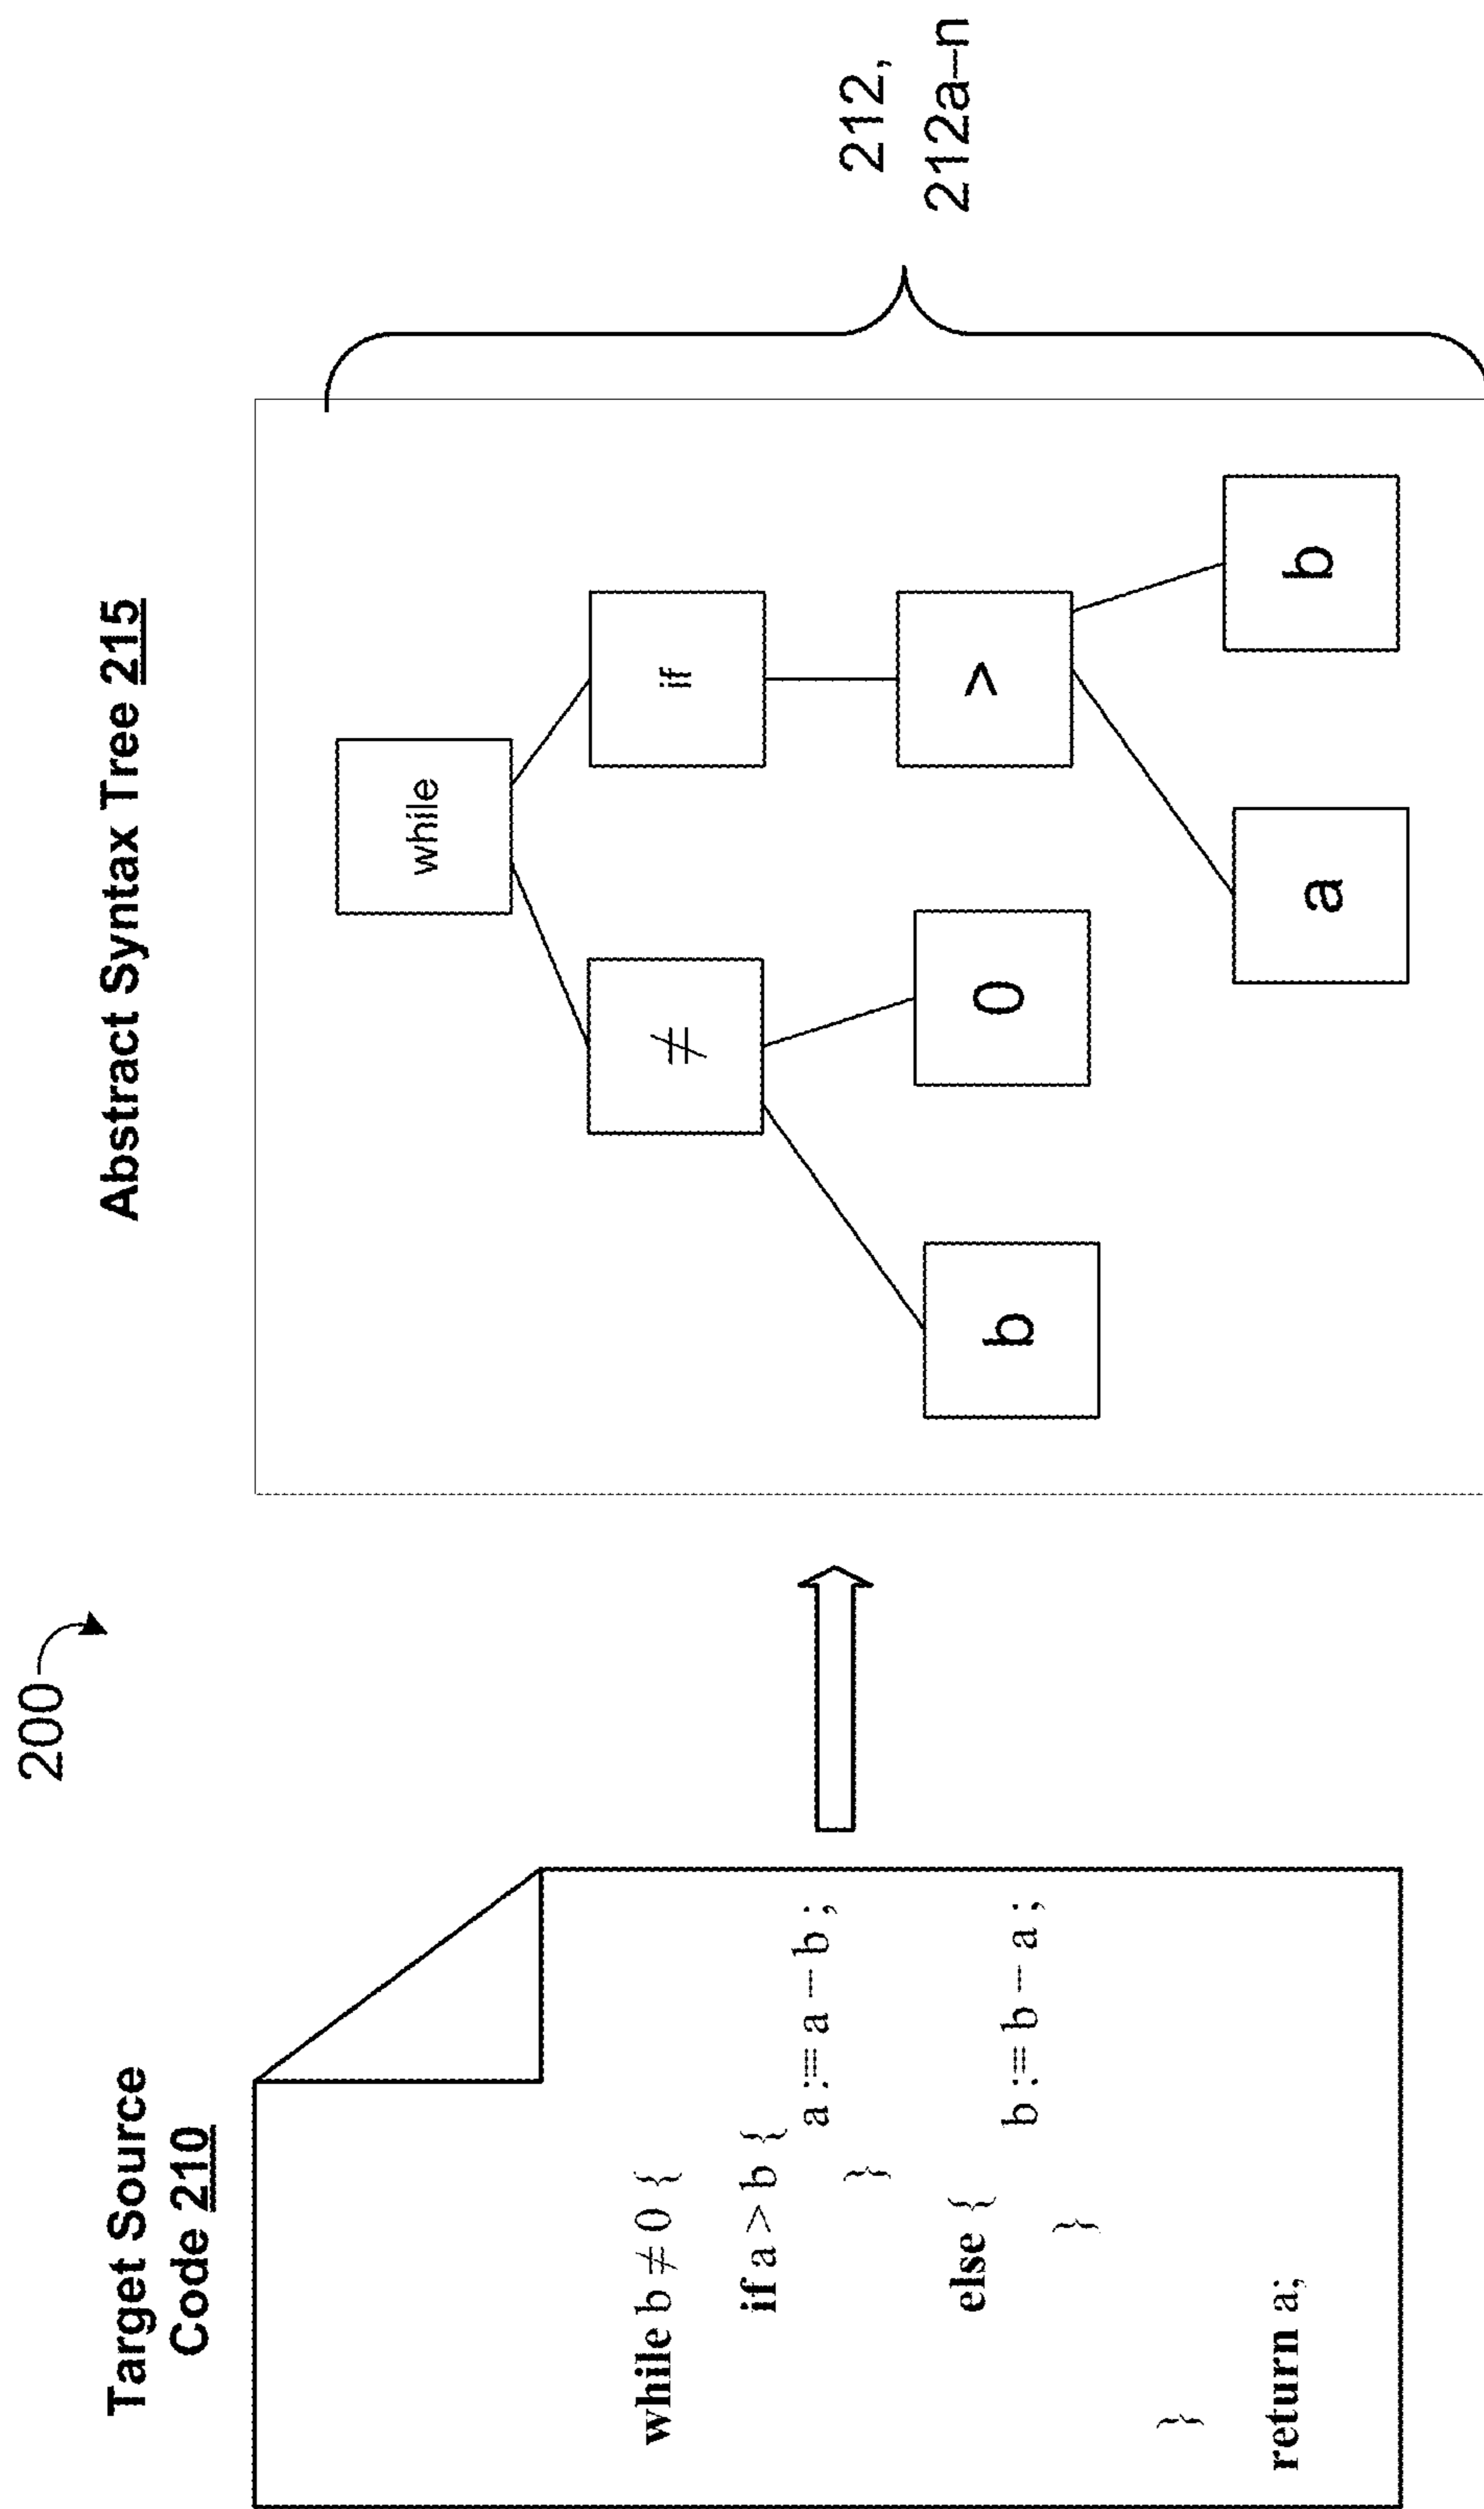 200
Target Source
Code 210
while b ≠ 0 {
if a > b {
a := a − b ;
}
else {
b := b − a ;
}
}
return a;
Abstract Syntax Tree 215
while
≠
if
b
0
>
a
b
212,
212a–n